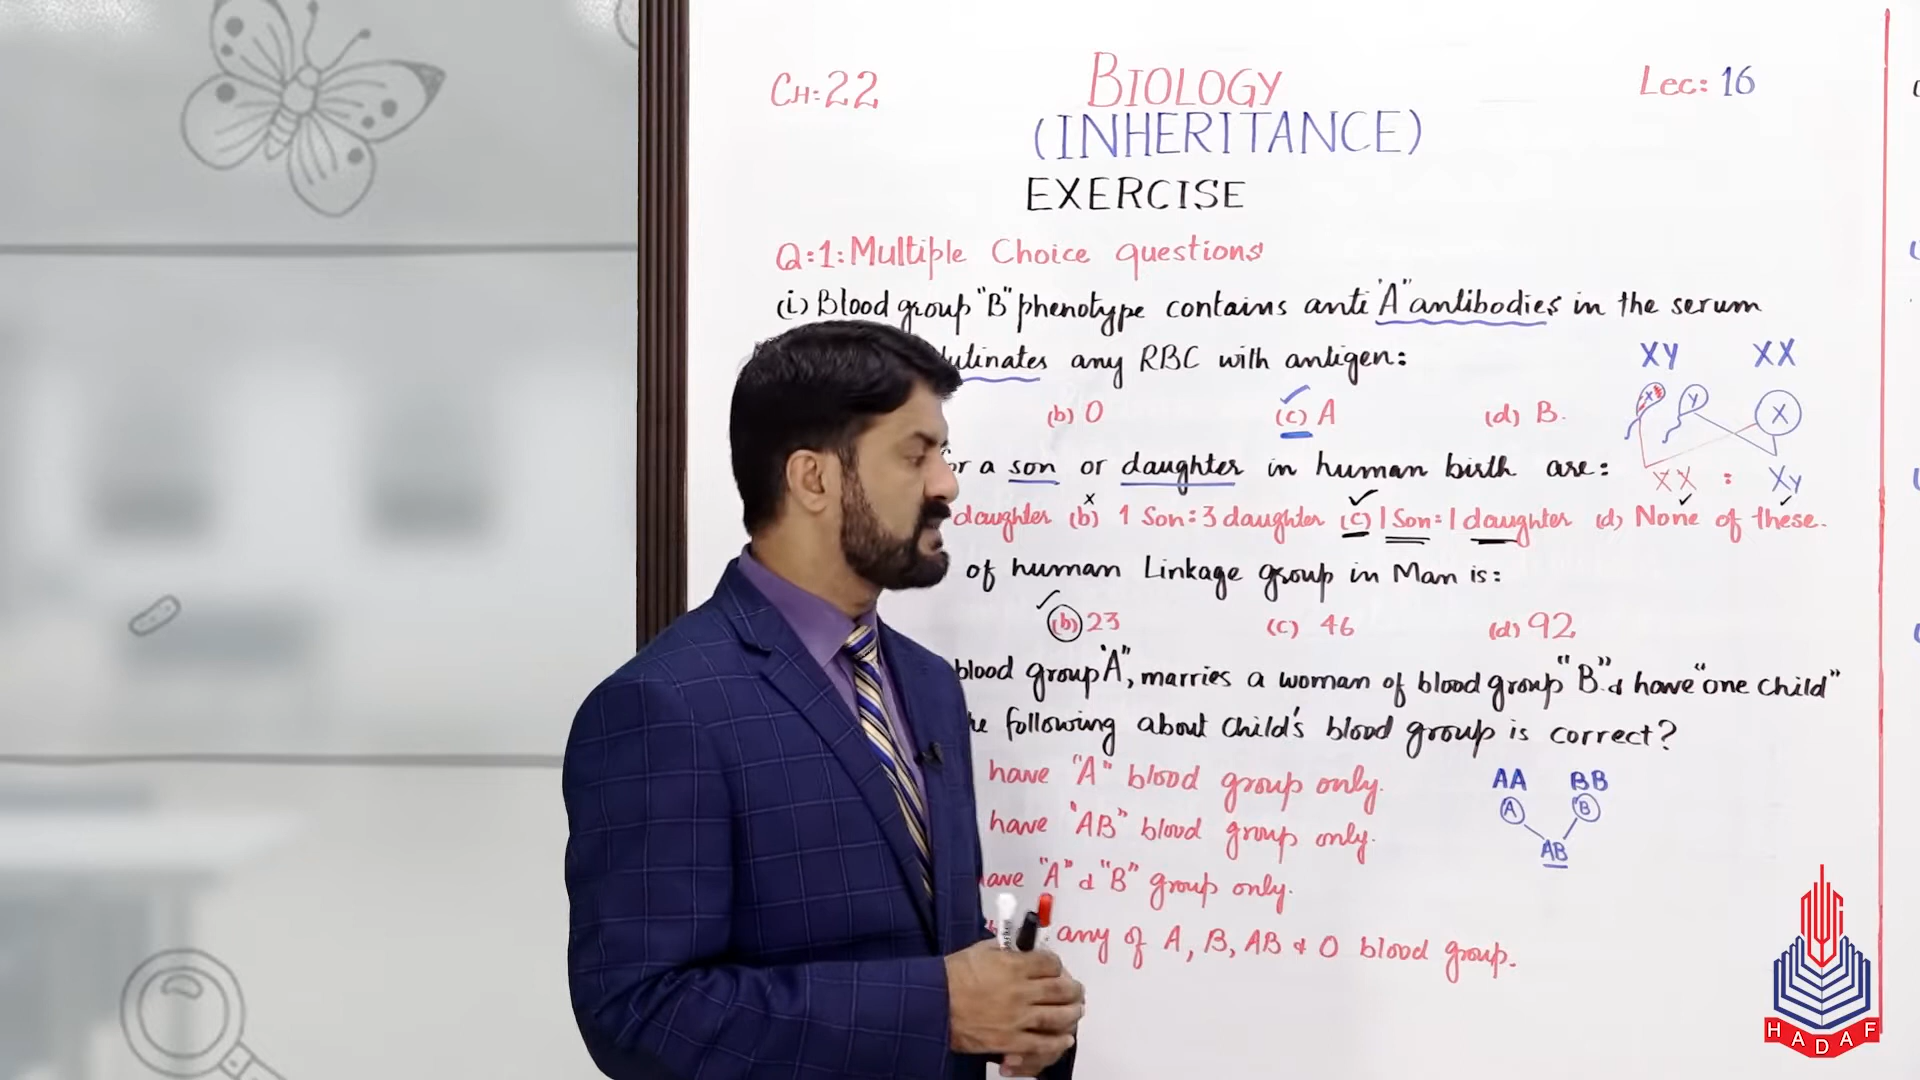 CH:22 BIOLOGY Lec: 16
(INHERITANCE)
EXERCISE
Q:1: Multiple Choice questions
(i) Blood group "B" phenotype contains anti "A" antibodies in the serum
any RBC with antigen:
(b) O (c) A (d) B.
XY XX
X Y X
a son or daughter in human birth are:
XX : Xy
daughter (b) 1 Son:3 daughter (c) 1 Son=1 daughter (d) None of these.
of human Linkage group in Man is:
(b) 23 (c) 46 (d) 92
blood group "A", marries a woman of blood group "B" & have "one child"
following about Child's blood group is correct?
have "A" blood group only.
AA BB
A B
have "AB" blood group only.
AB
"A" & "B" group only.
any of A, B, AB & O blood group.
HADAF